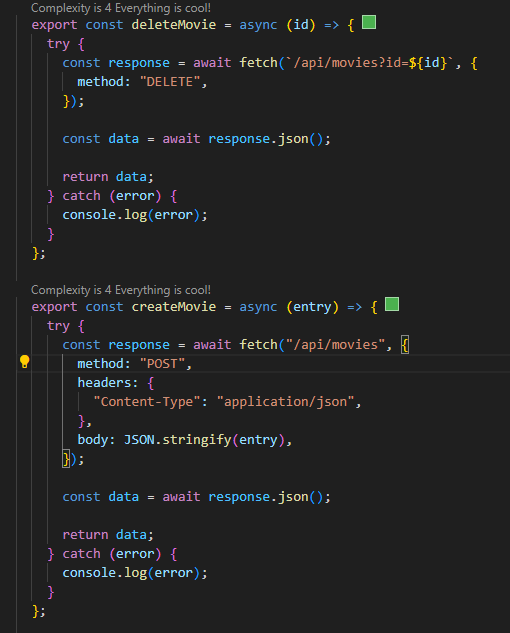 Complexity is 4 Everything is cool!
export const deleteMovie = async (id) => {
try {
const response = await fetch(`/api/movies?id=${id}`, {
method: "DELETE",
});
const data = await response.json();
return data;
} catch (error) {
console.log(error);
}
};
Complexity is 4 Everything is cool!
export const createMovie = async (entry) => {
try {
const response = await fetch("/api/movies", {
method: "POST",
headers: {
"Content-Type": "application/json",
},
body: JSON.stringify(entry),
});
const data = await response.json();
return data;
} catch (error) {
console.log(error);
}
};